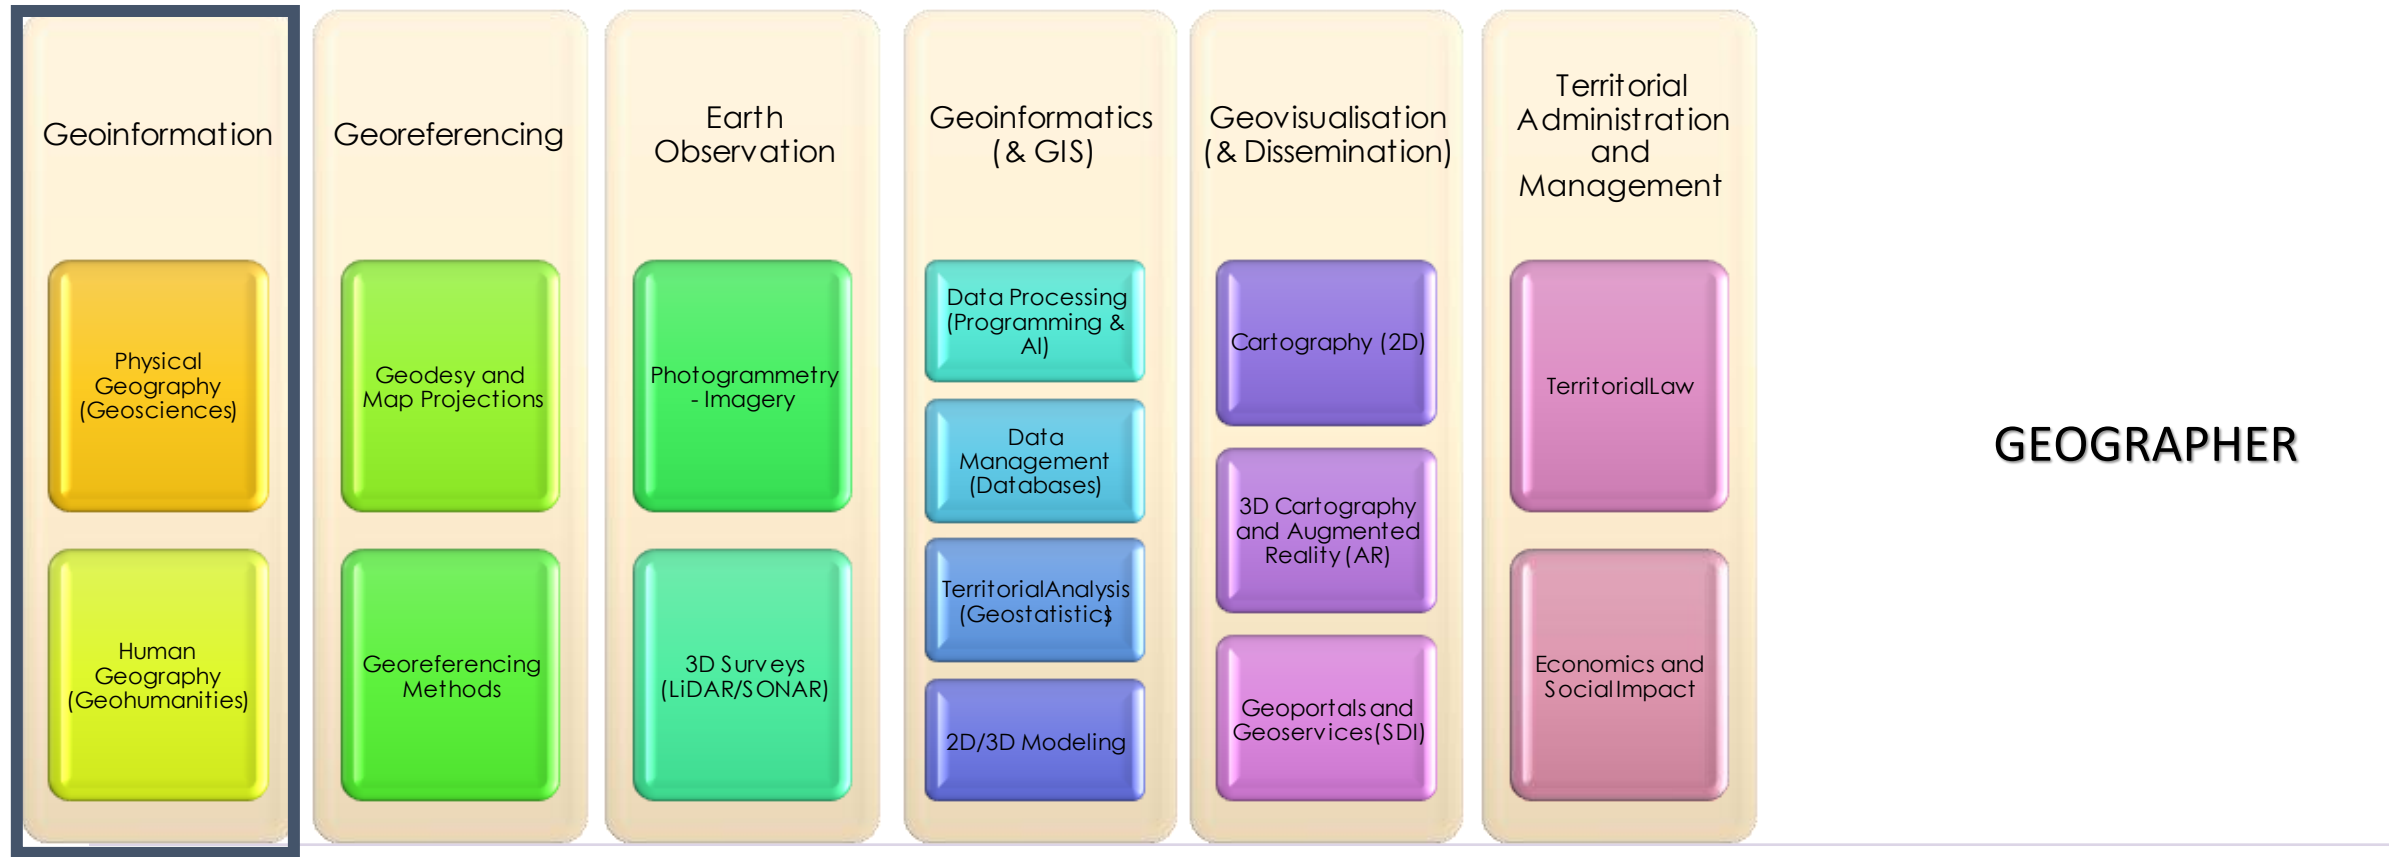 Geoinformation
Physical
Geography
(Geosciences)
Human
Geography
(Geohumanities)
Georeferencing
Geodesy and
Map Projections
Georeferencing
Methods
Earth
Observation
Photogrammetry
- Imagery
3D Surveys
(LiDAR/SONAR)
Geoinformatics
(& GIS)
Data Processing
(Programming &
AI)
Data
Management
(Databases)
TerritorialAnalysis
(Geostatistics)
2D/3D Modeling
Geovisualisation
(& Dissemination)
Cartography (2D)
3D Cartography
and Augmented
Reality (AR)
Geoportals and
Geoservices(SDI)
Territorial
Administration
and
Management
TerritorialLaw
Economics and
Social Impact
GEOGRAPHER